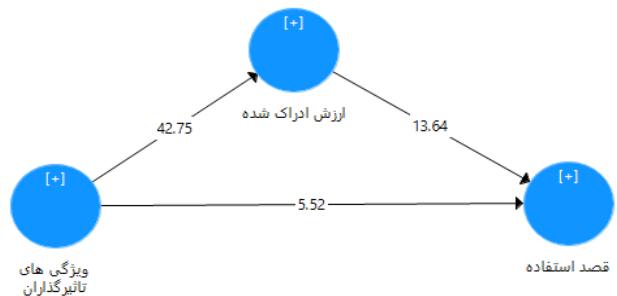 [+]
ارزش ادراک شده
42.75
13.64
[+]
[+]
5.52
ویژگی های
تاثیرگذاران
قصد استفاده